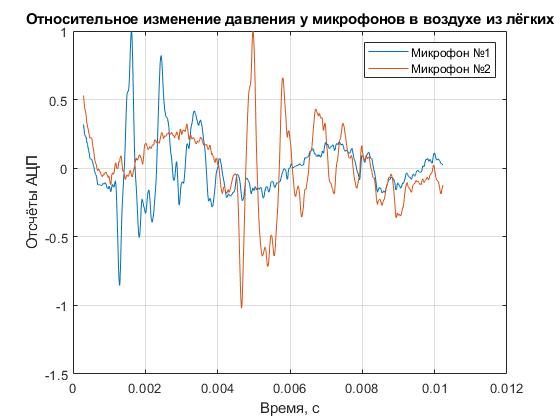 Относительное изменение давления у микрофонов в воздухе из лёгких
Микрофон №1
Микрофон №2
Отсчёты АЦП
1
0.5
0
-0.5
-1
-1.5
0
0.002
0.004
0.006
0.008
0.01
0.012
Время, с